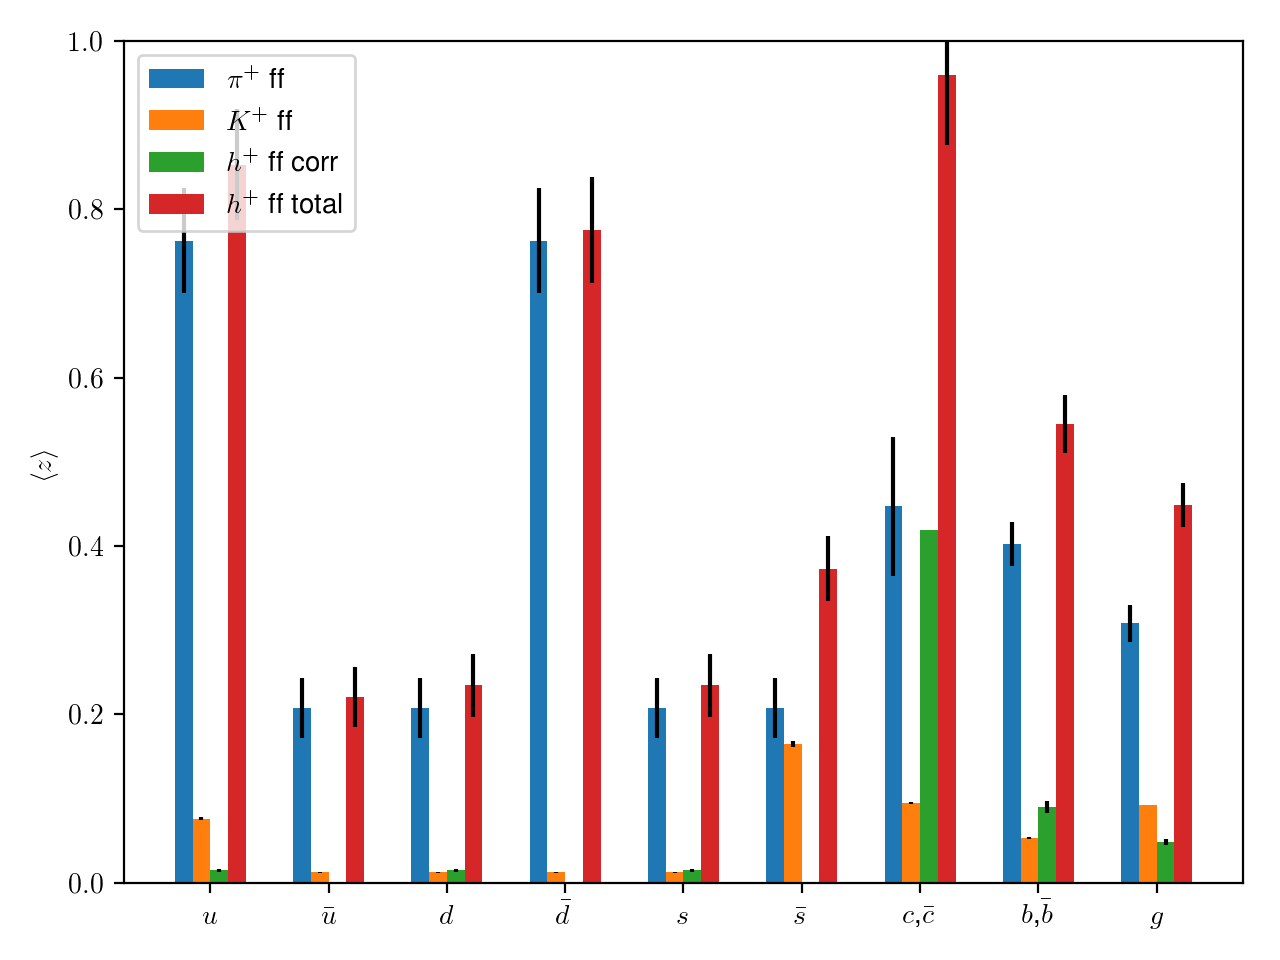 1.0
0.8
0.6
0.4
0.2
0.0
⟨z⟩
π⁺ ff
K⁺ ff
h⁺ ff corr
h⁺ ff total
u ū d d̄ s s̄ c,c̄ b,b̄ g